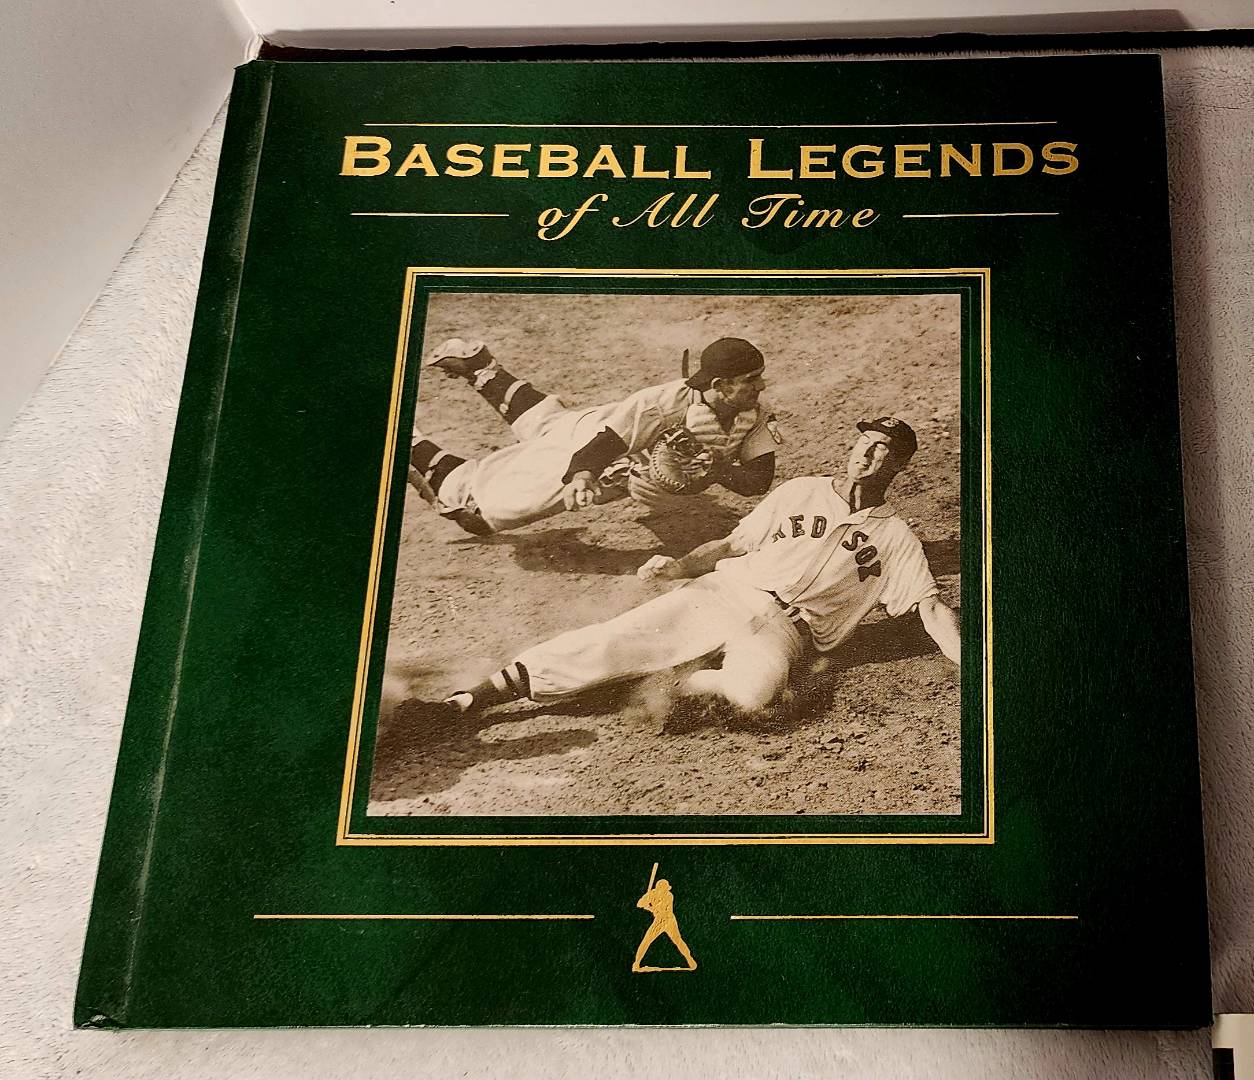 BASEBALL LEGENDS
of All Time
RED SOX